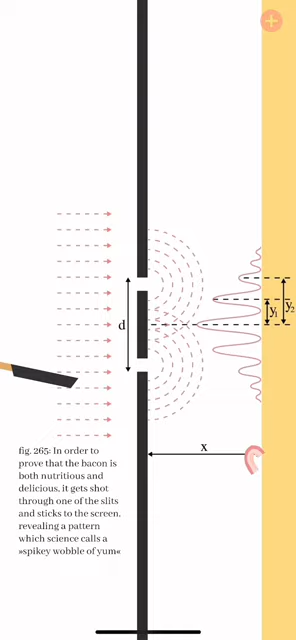 d
y₁
y₂
x
fig. 265: In order to
prove that the bacon is
both nutritious and
delicious, it gets shot
through one of the slits
and sticks to the screen,
revealing a pattern
which science calls a
»spikey wobble of yum«